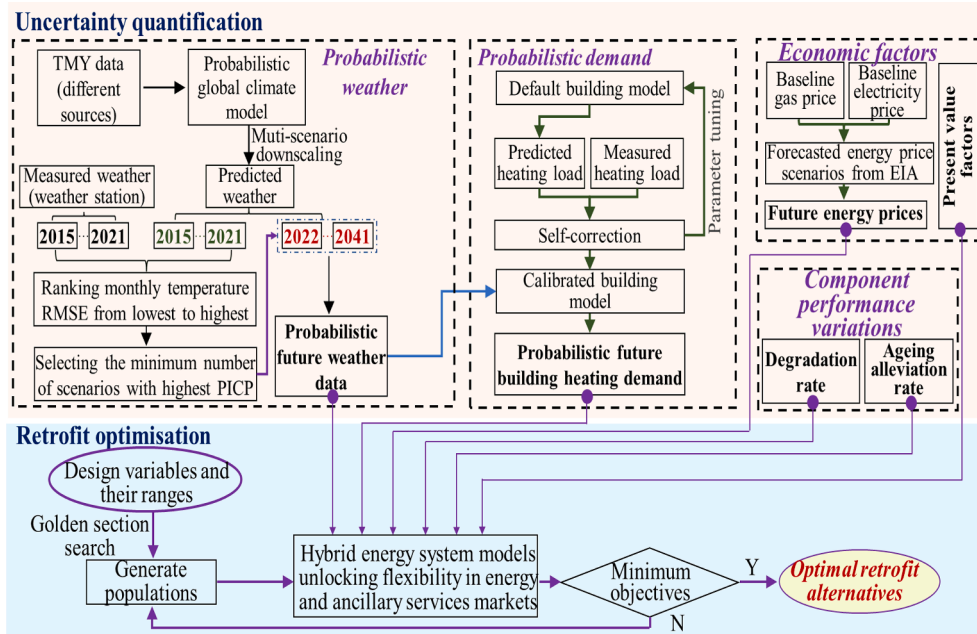 Uncertainty quantification
TMY data
(different
sources)
Probabilistic
global climate
model
Probabilistic
weather
Muti-scenario
downscaling
Measured weather
(weather station)
Predicted
weather
2015
2021
2015
2021
2022
2041
Ranking monthly temperature
RMSE from lowest to highest
Selecting the minimum number
of scenarios with highest PICP
Probabilistic
future weather
data
Probabilistic demand
Default building model
Predicted
heating load
Measured
heating load
Parameter tuning
Self-correction
Calibrated building
model
Probabilistic future
building heating demand
Economic factors
Baseline
gas price
Baseline
electricity
price
Forecasted energy price
scenarios from EIA
Future energy prices
Present value
factors
Component
performance
variations
Degradation
rate
Ageing
alleviation rate
Retrofit optimisation
Design variables and
their ranges
Golden section
search
Generate
populations
Hybrid energy system models
unlocking flexibility in energy
and ancillary services markets
Minimum
objectives
Y
N
Optimal retrofit
alternatives